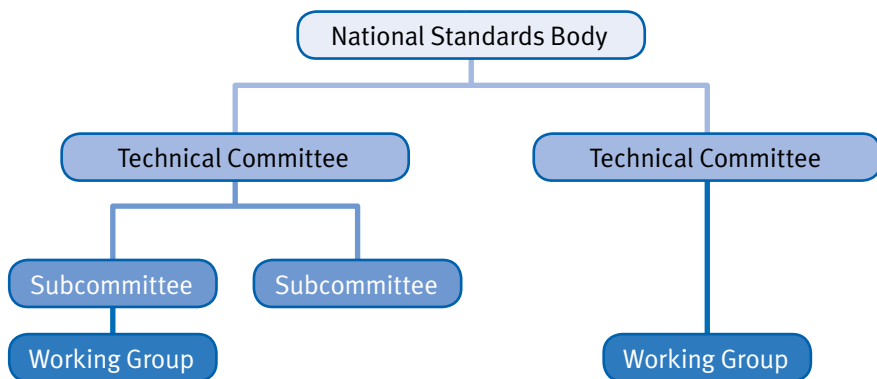 National Standards Body
Technical Committee
Technical Committee
Subcommittee
Subcommittee
Working Group
Working Group